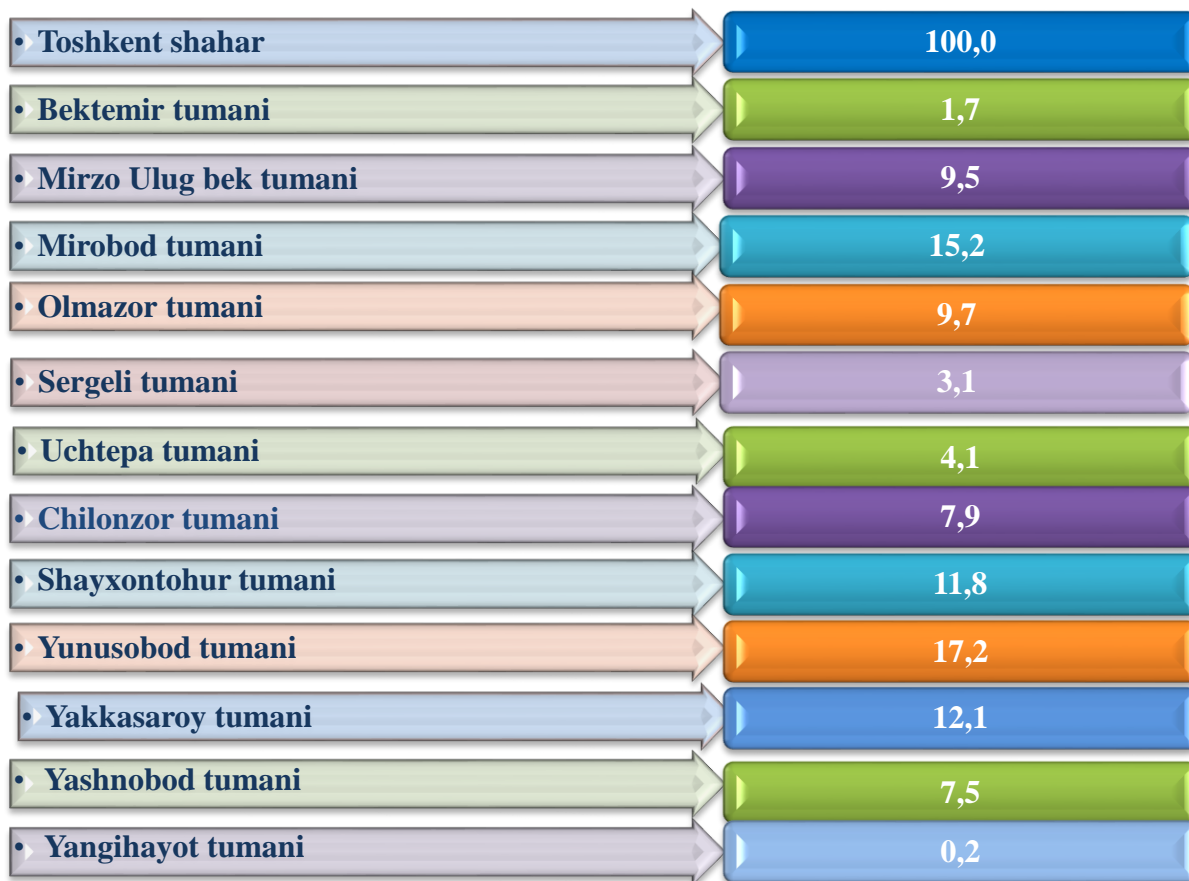 • Toshkent shahar 100,0
• Bektemir tumani 1,7
• Mirzo Ulug bek tumani 9,5
• Mirobod tumani 15,2
• Olmazor tumani 9,7
• Sergeli tumani 3,1
• Uchtepa tumani 4,1
• Chilonzor tumani 7,9
• Shayxontohur tumani 11,8
• Yunusobod tumani 17,2
• Yakkasaroy tumani 12,1
• Yashnobod tumani 7,5
• Yangihayot tumani 0,2